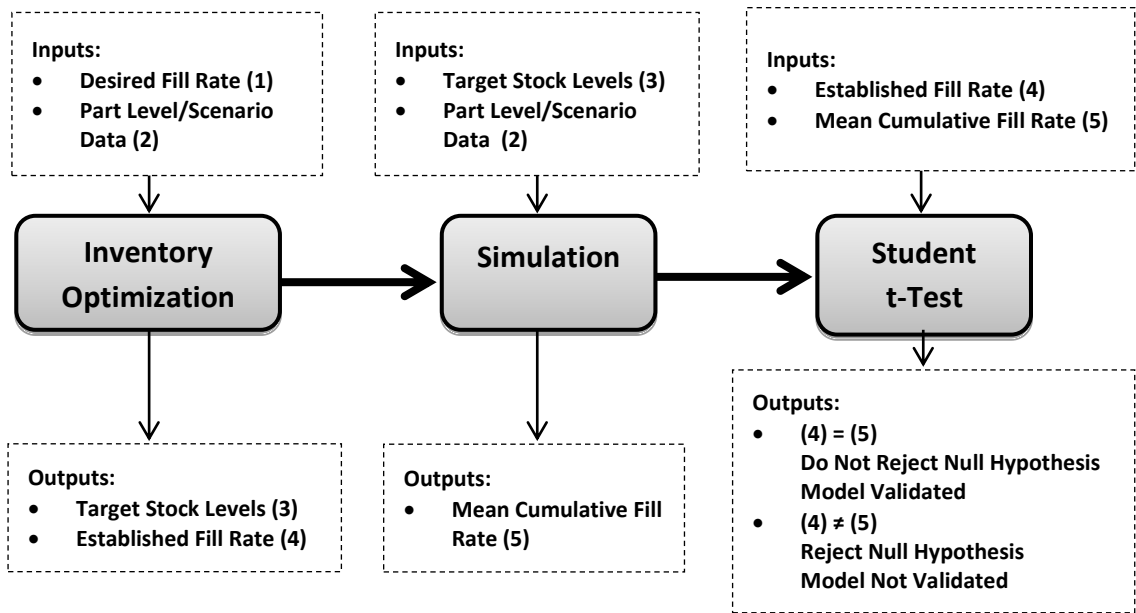 Inputs:
• Desired Fill Rate (1)
• Part Level/Scenario
Data (2)
Inputs:
• Target Stock Levels (3)
• Part Level/Scenario
Data (2)
Inputs:
• Established Fill Rate (4)
• Mean Cumulative Fill Rate (5)
Inventory
Optimization
Simulation
Student
t-Test
Outputs:
• Target Stock Levels (3)
• Established Fill Rate (4)
Outputs:
• Mean Cumulative Fill
Rate (5)
Outputs:
• (4) = (5)
Do Not Reject Null Hypothesis
Model Validated
• (4) ≠ (5)
Reject Null Hypothesis
Model Not Validated